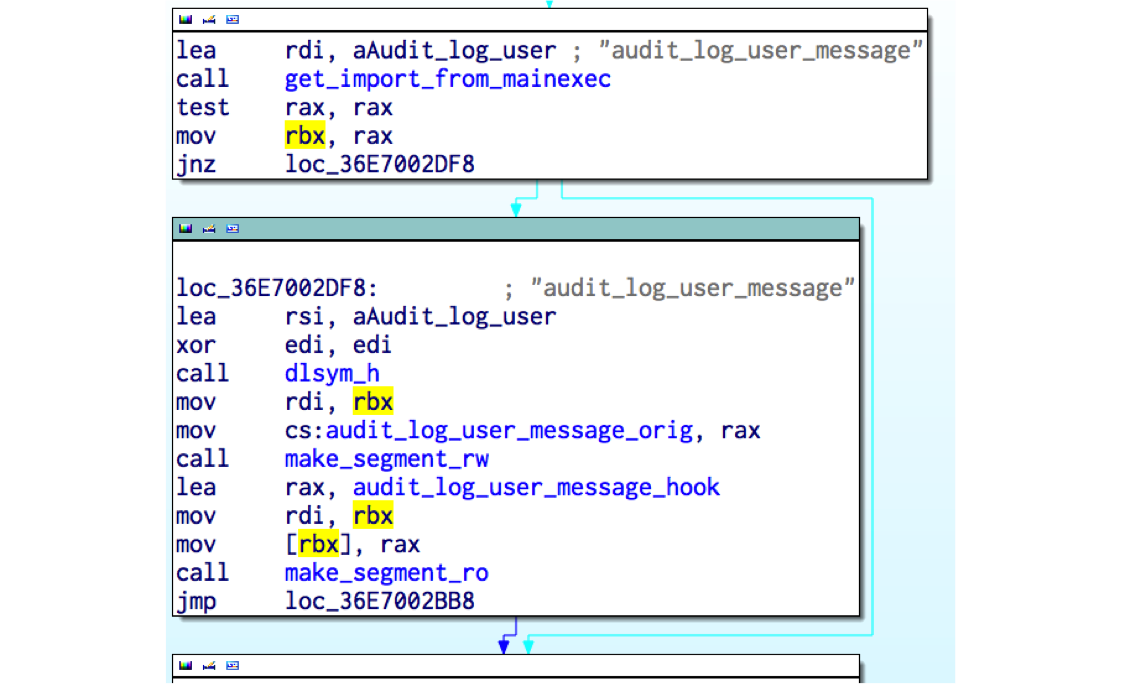 lea rdi, aAudit_log_user ; "audit_log_user_message"
call get_import_from_mainexec
test rax, rax
mov rbx, rax
jnz loc_36E7002DF8
loc_36E7002DF8: ; "audit_log_user_message"
lea rsi, aAudit_log_user
xor edi, edi
call dlsym_h
mov rdi, rbx
mov cs:audit_log_user_message_orig, rax
call make_segment_rw
lea rax, audit_log_user_message_hook
mov rdi, rbx
mov [rbx], rax
call make_segment_ro
jmp loc_36E7002BB8